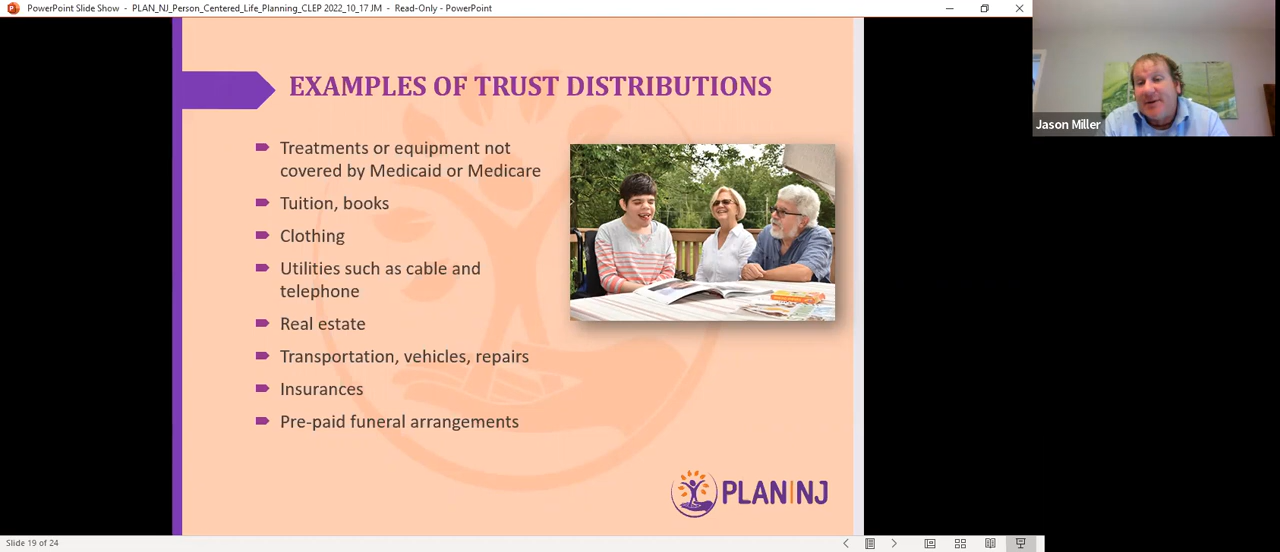 PowerPoint Slide Show - PLAN_NJ_Person_Centered_Life_Planning_CLEP 2022_10_17 JM - Read-Only - PowerPoint
Jason Miller
EXAMPLES OF TRUST DISTRIBUTIONS
Treatments or equipment not
covered by Medicaid or Medicare
Tuition, books
Clothing
Utilities such as cable and
telephone
Real estate
Transportation, vehicles, repairs
Insurances
Pre-paid funeral arrangements
PLAN|NJ
Slide 19 of 24